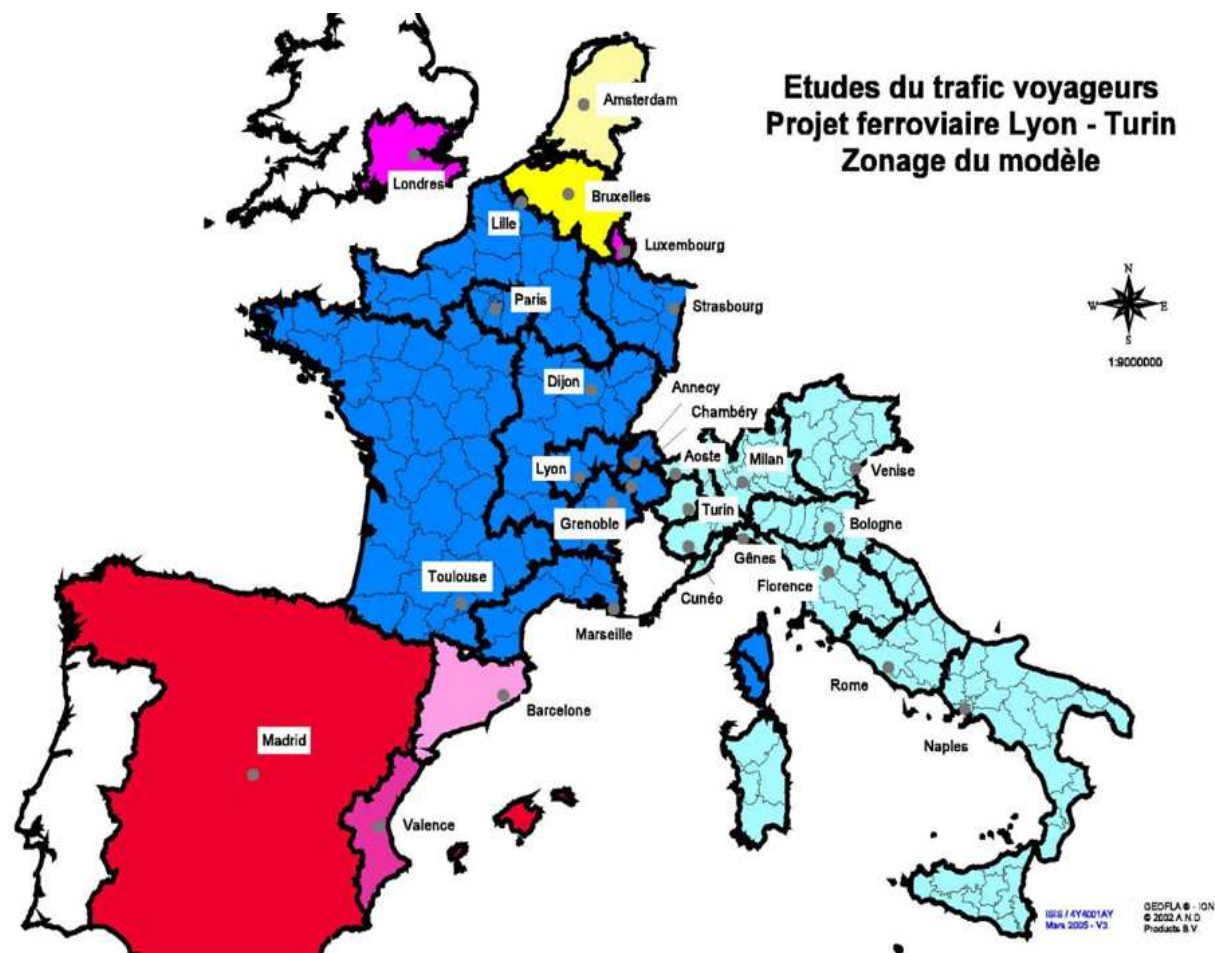 Etudes du trafic voyageurs
Projet ferroviaire Lyon - Turin
Zonage du modèle
Amsterdam
Londres
Bruxelles
Lille
Luxembourg
Paris
Strasbourg
N
W
E
S
1:9000000
Dijon
Annecy
Chambéry
Aoste
Milan
Lyon
Venise
Turin
Grenoble
Bologne
Gênes
Toulouse
Florence
Cunéo
Marseille
Rome
Barcelone
Madrid
Naples
Valence
ISIS / 4Y4001AY
Mars 2005 - V3
GEOFLA ® - IGN
© 2002 A.N.D.
Products B.V.